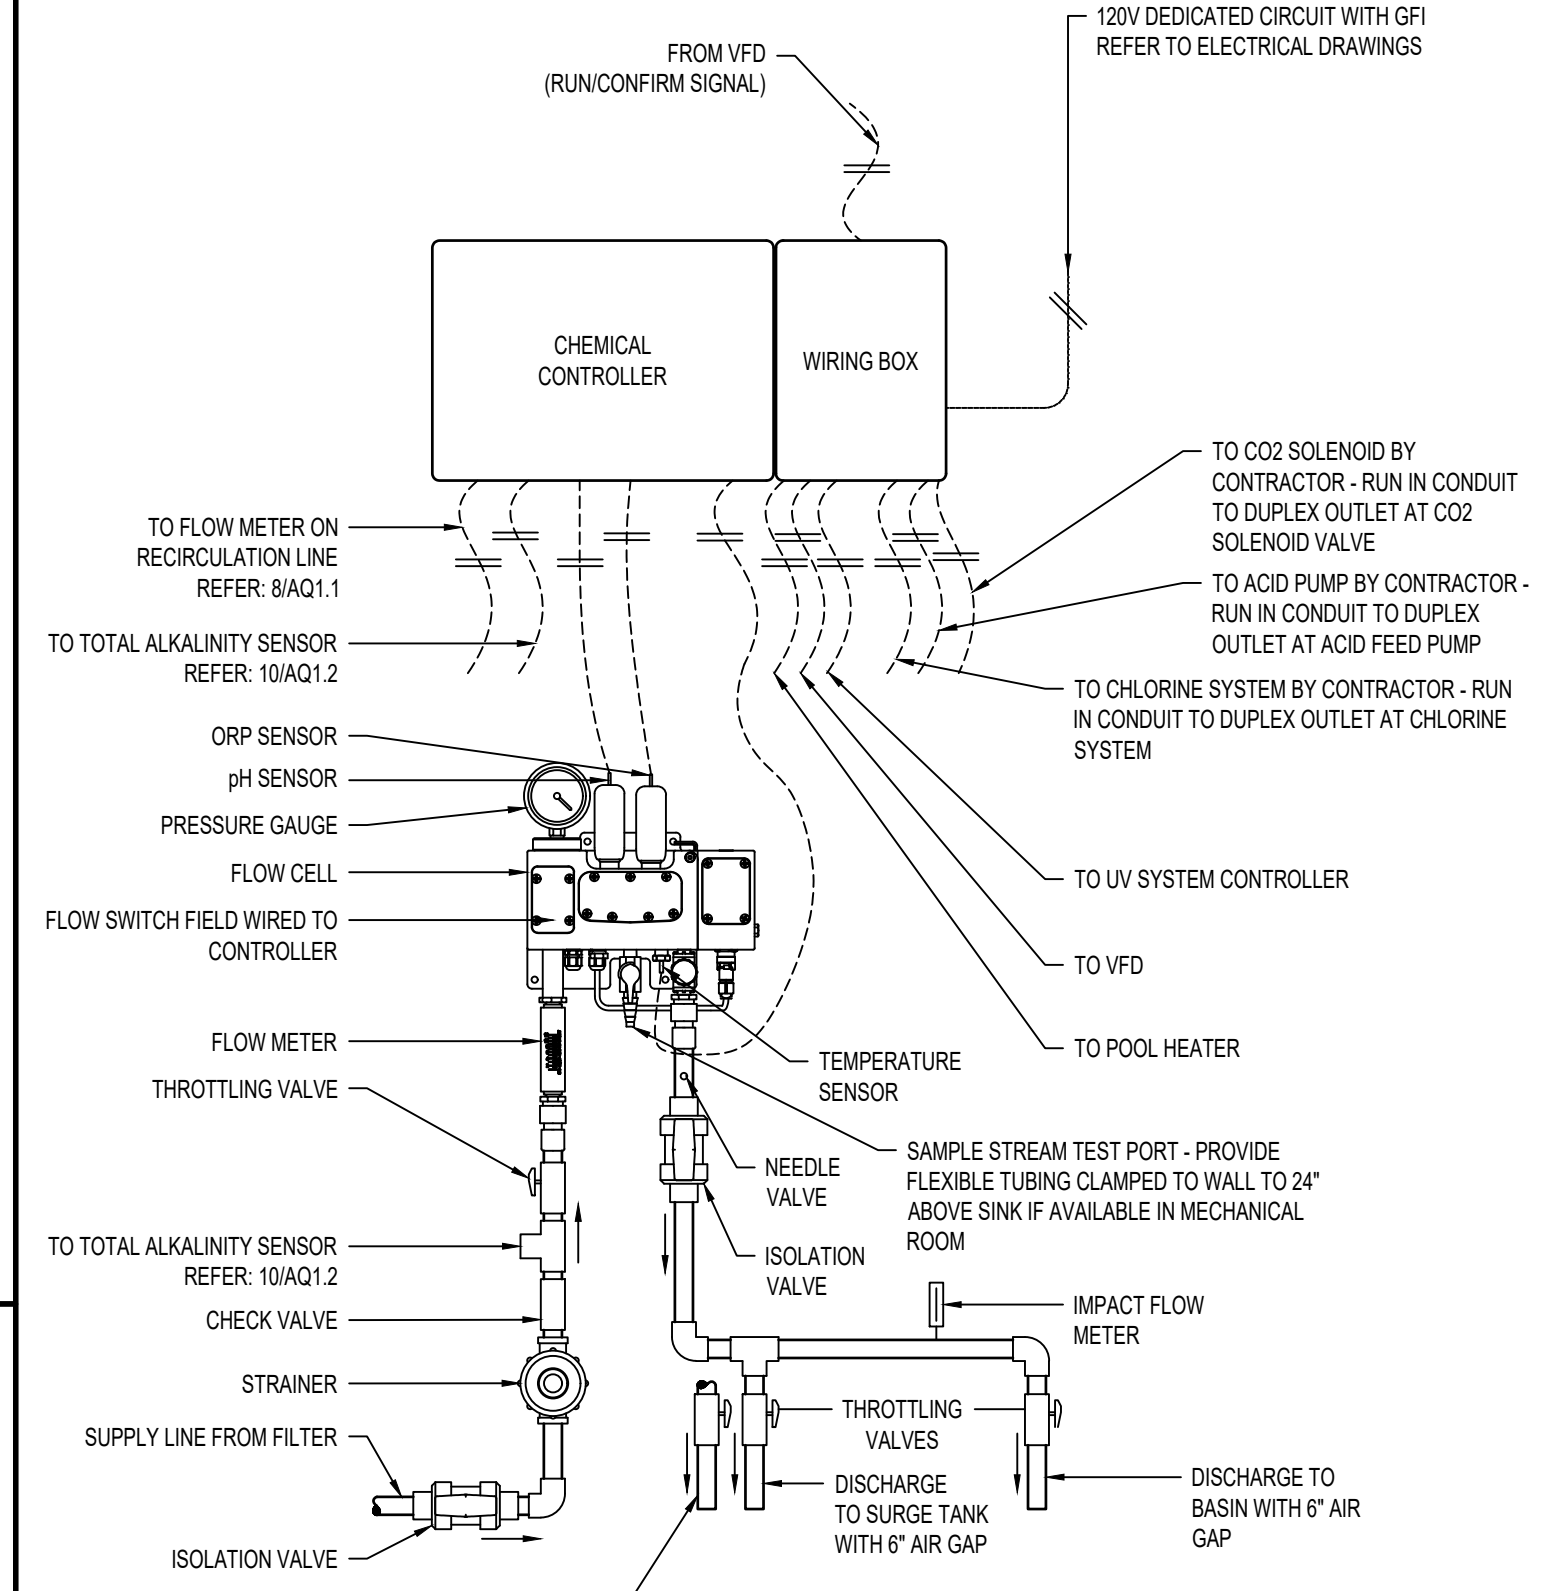 120V DEDICATED CIRCUIT WITH GFI
REFER TO ELECTRICAL DRAWINGS
FROM VFD
(RUN/CONFIRM SIGNAL)
CHEMICAL
CONTROLLER
WIRING BOX
TO CO2 SOLENOID BY
CONTRACTOR - RUN IN CONDUIT
TO DUPLEX OUTLET AT CO2
SOLENOID VALVE
TO FLOW METER ON
RECIRCULATION LINE
REFER: 8/AQ1.1
TO ACID PUMP BY CONTRACTOR -
RUN IN CONDUIT TO DUPLEX
OUTLET AT ACID FEED PUMP
TO TOTAL ALKALINITY SENSOR
REFER: 10/AQ1.2
TO CHLORINE SYSTEM BY CONTRACTOR - RUN
IN CONDUIT TO DUPLEX OUTLET AT CHLORINE
SYSTEM
ORP SENSOR
pH SENSOR
PRESSURE GAUGE
FLOW CELL
TO UV SYSTEM CONTROLLER
FLOW SWITCH FIELD WIRED TO
CONTROLLER
TO VFD
FLOW METER
TO POOL HEATER
TEMPERATURE
SENSOR
THROTTLING VALVE
SAMPLE STREAM TEST PORT - PROVIDE
FLEXIBLE TUBING CLAMPED TO WALL TO 24"
ABOVE SINK IF AVAILABLE IN MECHANICAL
ROOM
NEEDLE
VALVE
TO TOTAL ALKALINITY SENSOR
REFER: 10/AQ1.2
ISOLATION
VALVE
CHECK VALVE
IMPACT FLOW
METER
STRAINER
THROTTLING
VALVES
SUPPLY LINE FROM FILTER
DISCHARGE
TO SURGE TANK
WITH 6" AIR GAP
DISCHARGE TO
BASIN WITH 6" AIR
GAP
ISOLATION VALVE